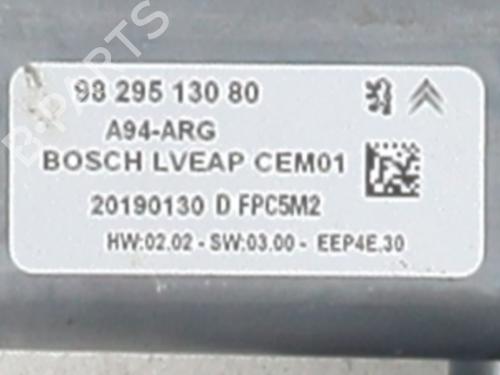 B-PARTS
98 295 130 80
A94-ARG
BOSCH LVEAP CEM01
20190130 D FPC5M2
HW:02.02 - SW:03.00 - EEP4E.30